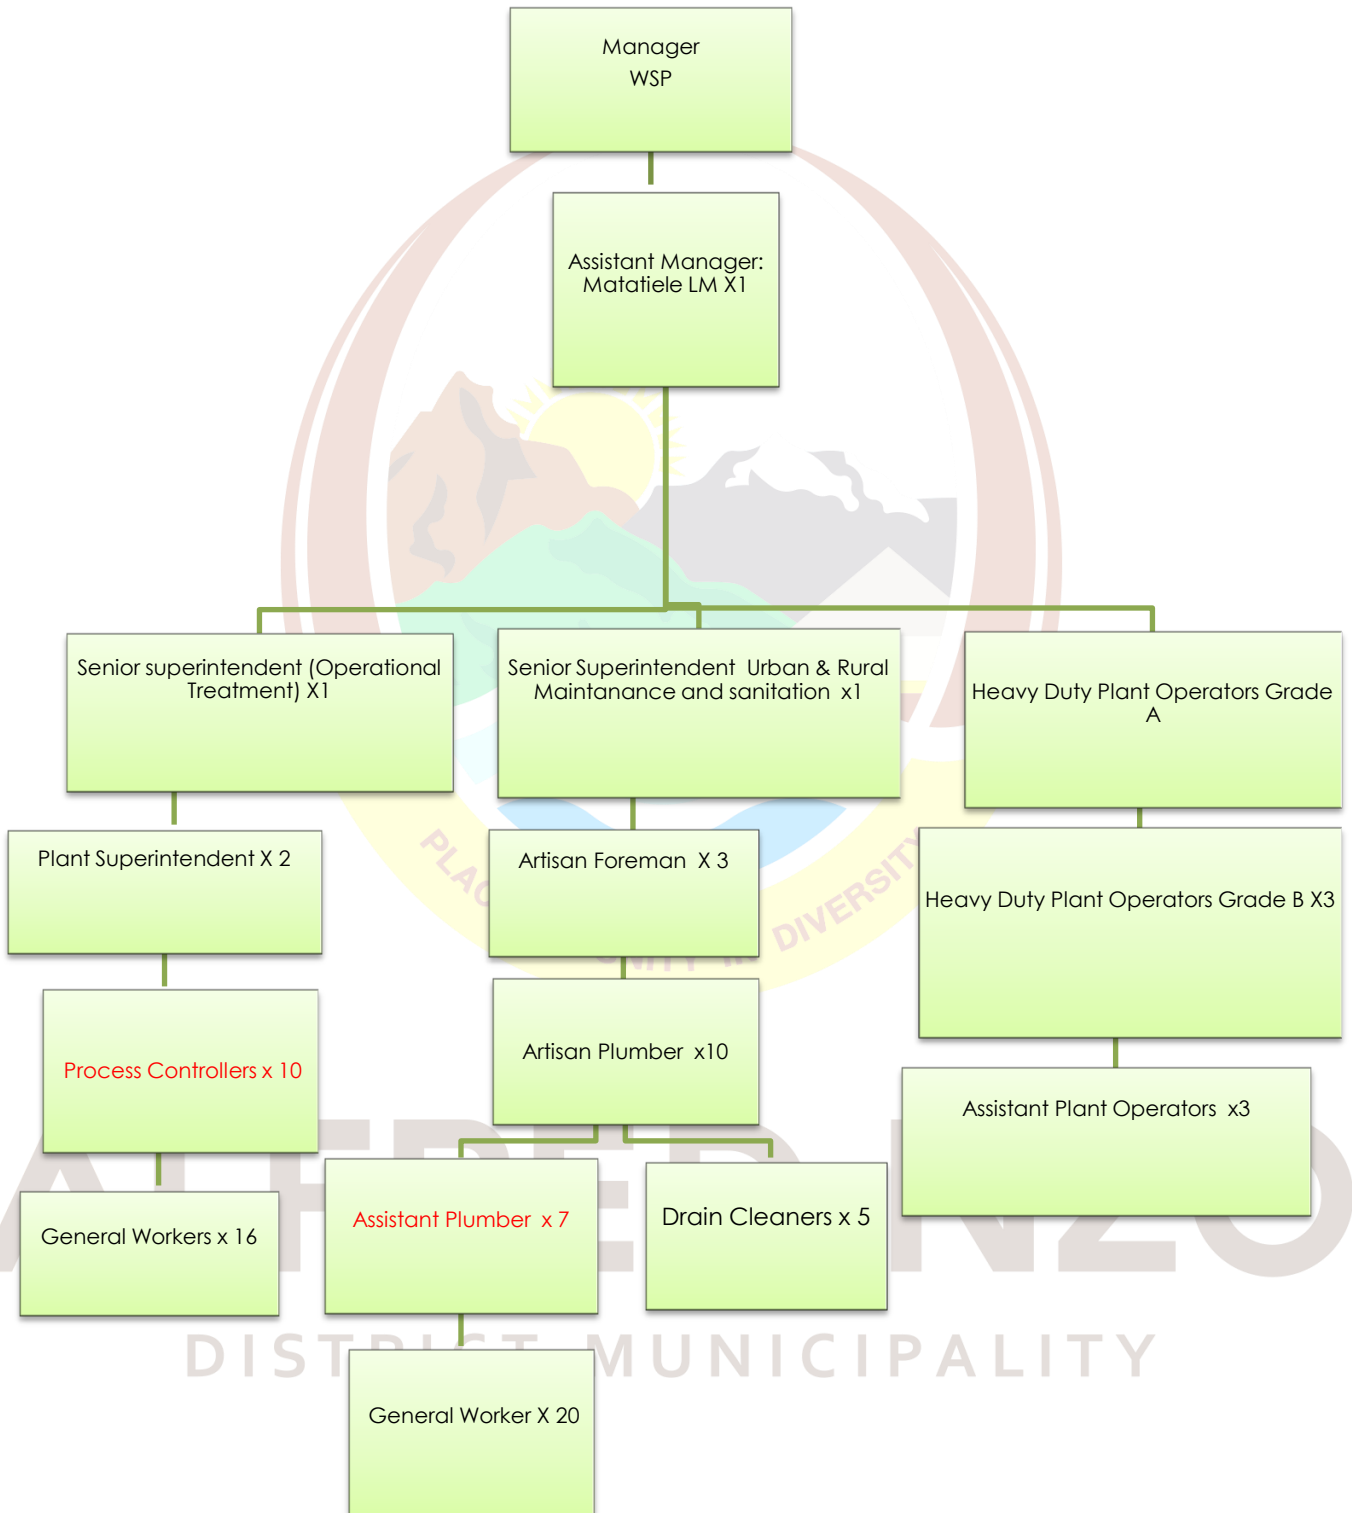 Manager
WSP
Assistant Manager:
Matatiele LM X1
Senior superintendent (Operational
Treatment) X1
Senior Superintendent  Urban & Rural
Maintanance and sanitation  x1
Heavy Duty Plant Operators Grade
A
Plant Superintendent X 2
Artisan Foreman  X 3
Heavy Duty Plant Operators Grade B X3
Process Controllers x 10
Artisan Plumber  x10
Assistant Plumber  x 7
Drain Cleaners x 5
Assistant Plant Operators  x3
General Workers x 16
General Worker X 20
DIVERSITY
DISTRICT MUNICIPALITY